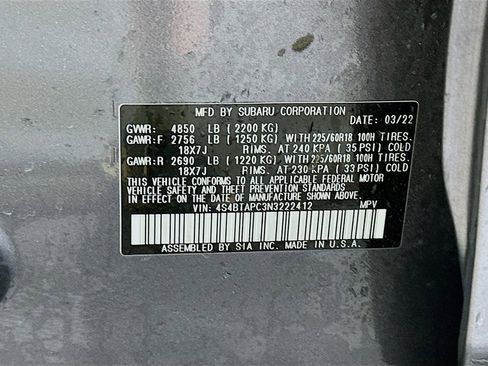 MFD BY SUBARU CORPORATION
DATE: 03/22
GVWR: 4850 LB ( 2200 KG)
GAWR:F 2756 LB ( 1250 KG) WITH 225/60R18 100H TIRES.
18X7J RIMS. AT 240 KPA ( 35 PSI) COLD
GAWR:R 2690 LB ( 1220 KG) WITH 225/60R18 100H TIRES.
18X7J RIMS. AT 230 KPA ( 33 PSI) COLD
THIS VEHICLE CONFORMS TO ALL APPLICABLE FEDERAL MOTOR
VEHICLE SAFETY AND THEFT PREVENTION STANDARDS
IN EFFECT ON THE DATE OF MANUFACTURE SHOWN ABOVE.
VIN: 4S4BTAPC3N3222412 MPV
ASSEMBLED BY SIA INC. MADE IN U.S.A.